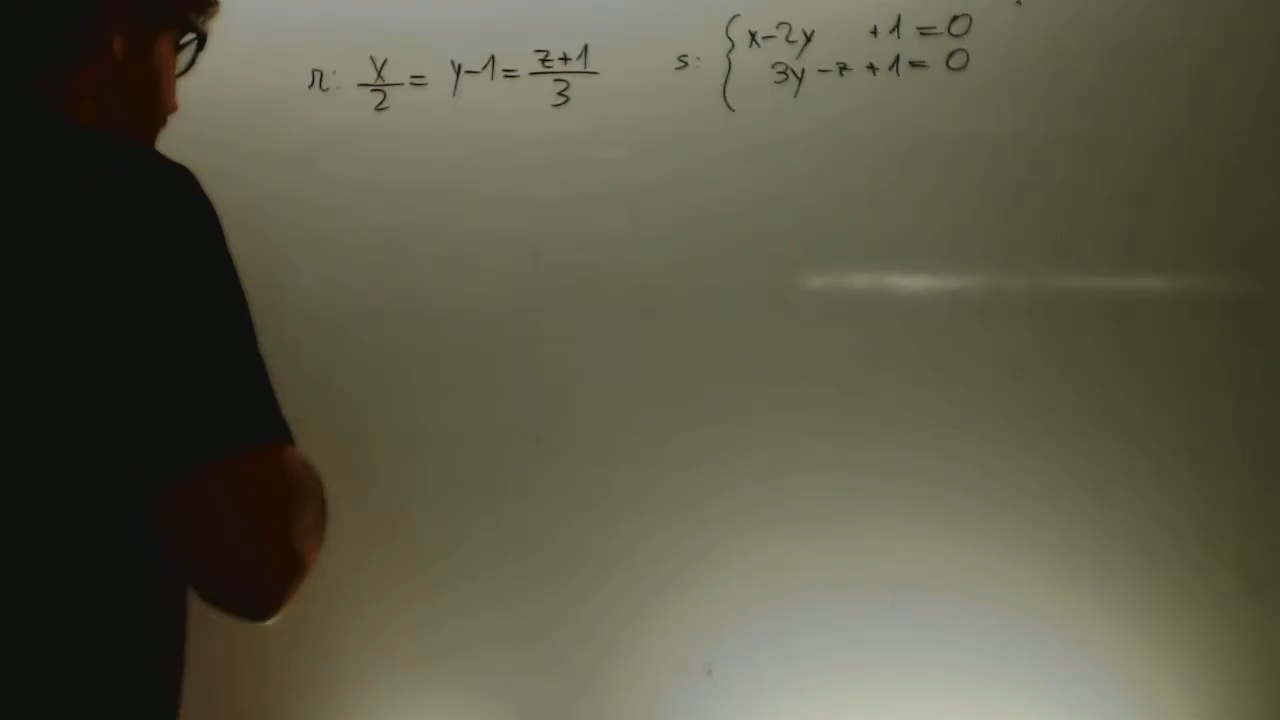 r: x/2 = y-1 = z+1/3
s: { x-2y +1=0
3y-z+1=0